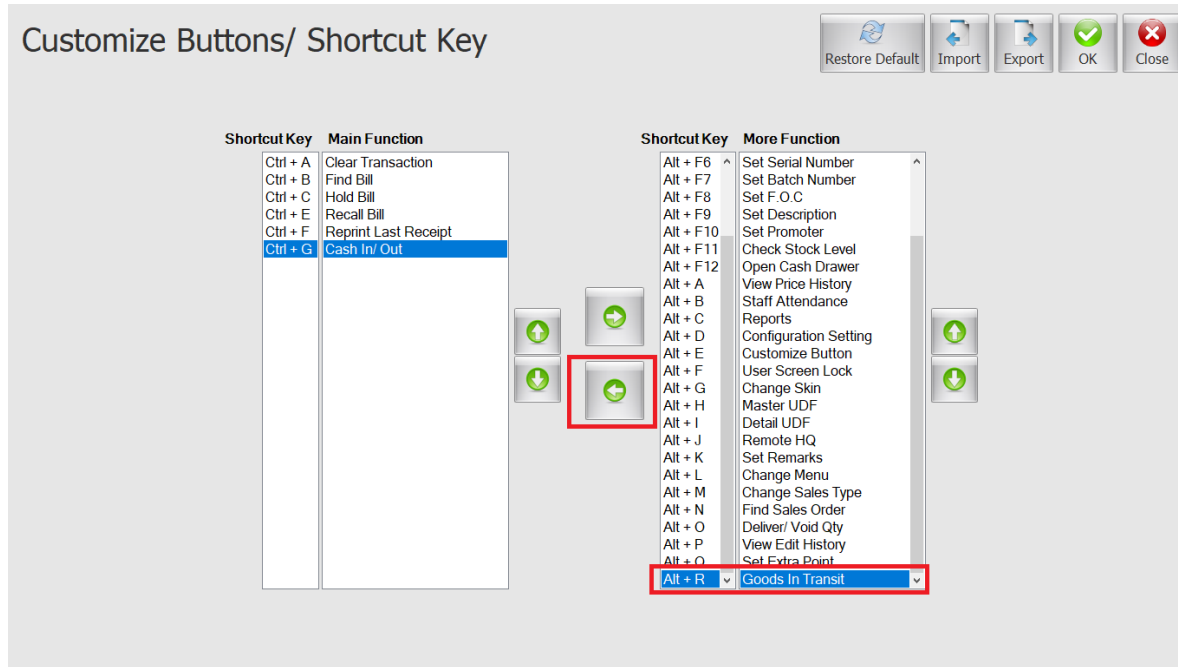 Customize Buttons/ Shortcut Key
Restore Default Import Export OK Close
Shortcut Key Main Function
Ctrl + A Clear Transaction
Ctrl + B Find Bill
Ctrl + C Hold Bill
Ctrl + E Recall Bill
Ctrl + F Reprint Last Receipt
Ctrl + G Cash In/ Out
Shortcut Key More Function
Alt + F6 Set Serial Number
Alt + F7 Set Batch Number
Alt + F8 Set F.O.C
Alt + F9 Set Description
Alt + F10 Set Promoter
Alt + F11 Check Stock Level
Alt + F12 Open Cash Drawer
Alt + A View Price History
Alt + B Staff Attendance
Alt + C Reports
Alt + D Configuration Setting
Alt + E Customize Button
Alt + F User Screen Lock
Alt + G Change Skin
Alt + H Master UDF
Alt + I Detail UDF
Alt + J Remote HQ
Alt + K Set Remarks
Alt + L Change Menu
Alt + M Change Sales Type
Alt + N Find Sales Order
Alt + O Deliver/ Void Qty
Alt + P View Edit History
Alt + Q Set Extra Point
Alt + R Goods In Transit